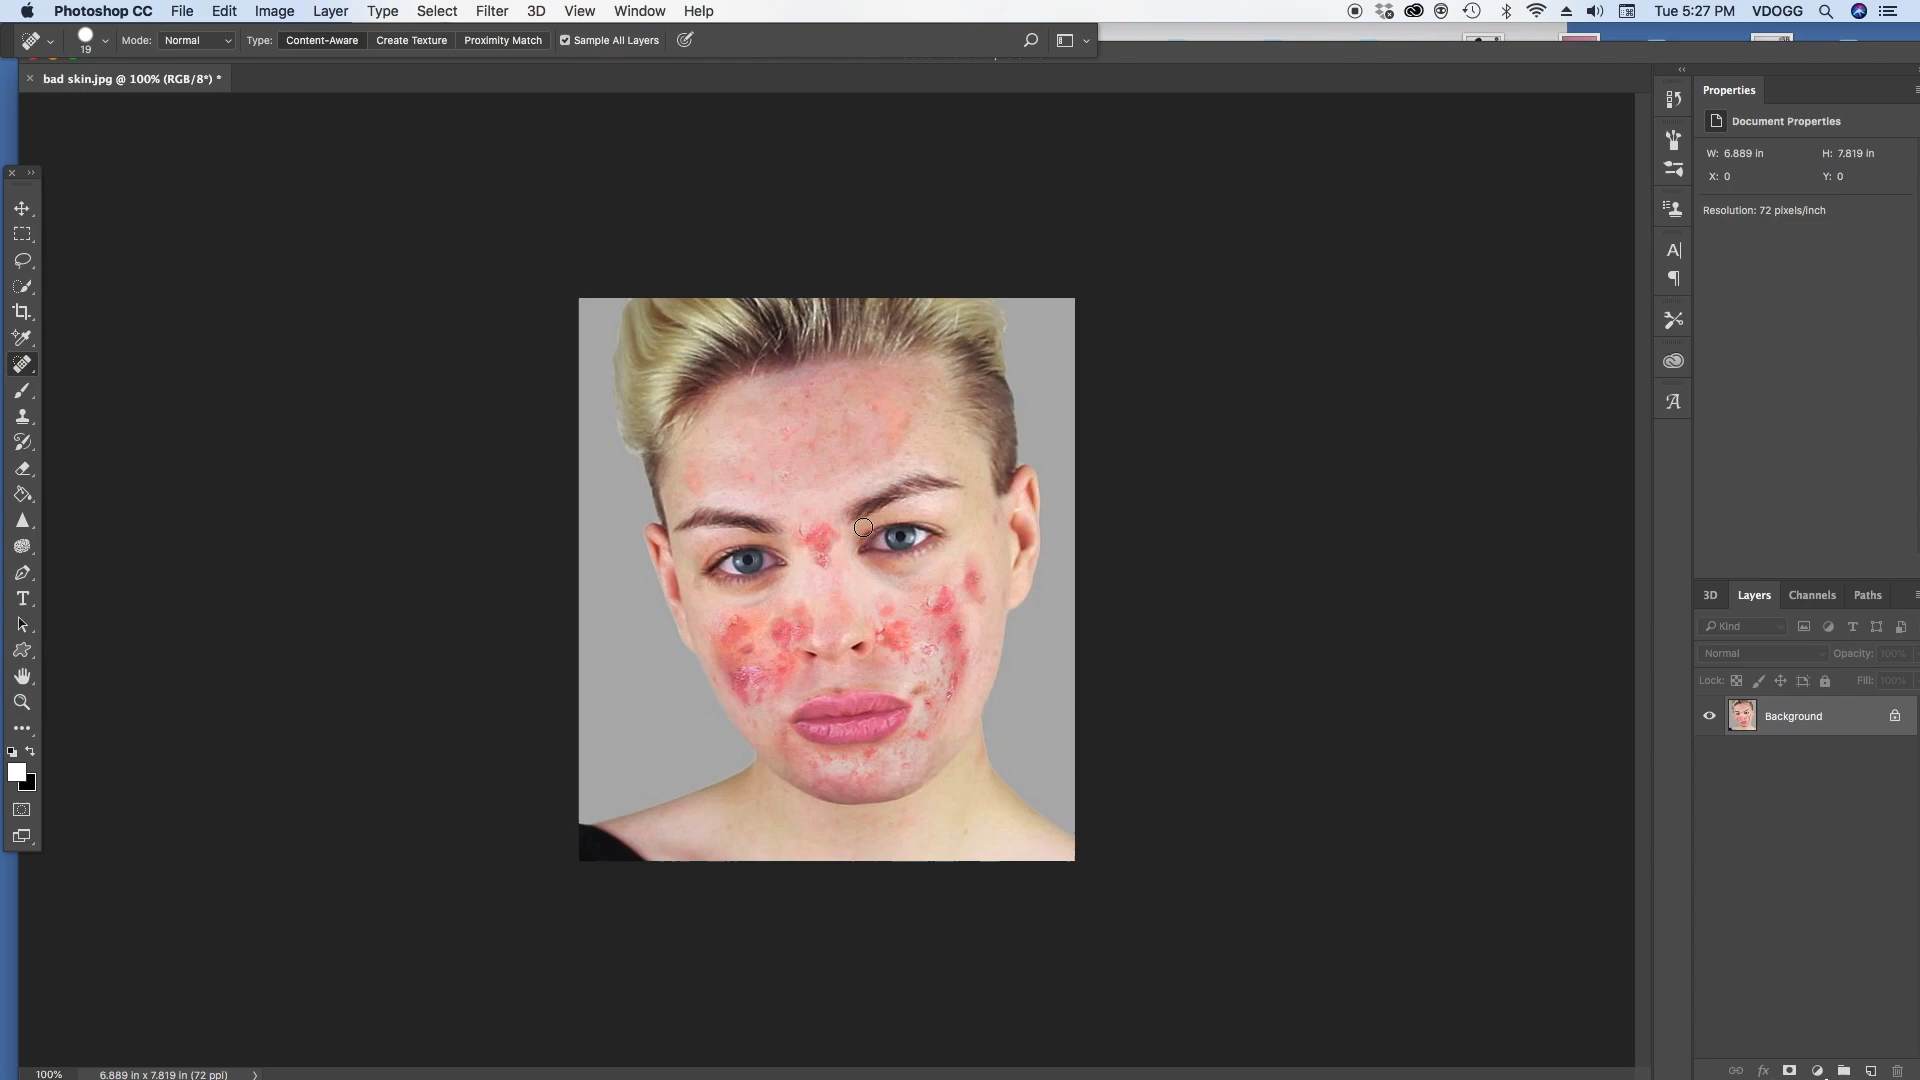 Photoshop CC File Edit Image Layer Type Select Filter 3D View Window Help Tue 5:27 PM VDOGG
19 Mode: Normal Type: Content-Aware Create Texture Proximity Match Sample All Layers
bad skin.jpg @ 100% (RGB/8*) *
Properties
Document Properties
W: 6.889 in H: 7.819 in
X: 0 Y: 0
Resolution: 72 pixels/inch
3D Layers Channels Paths
Kind
Normal Opacity: 100%
Lock: Fill: 100%
Background
100% 6.889 in x 7.819 in (72 ppi)